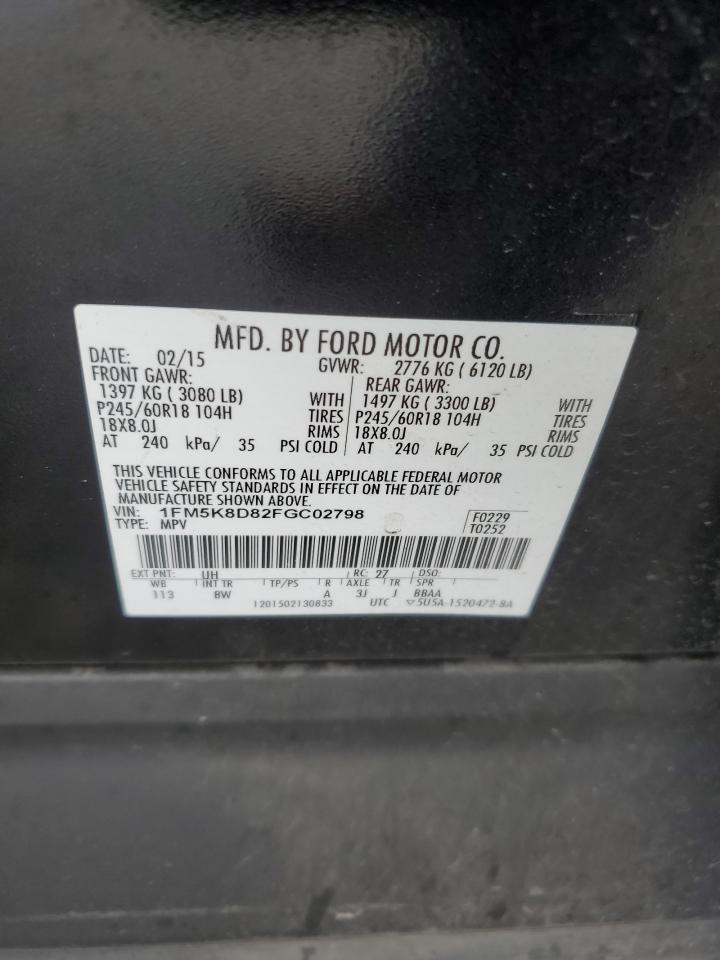 MFD. BY FORD MOTOR CO.
DATE: 02/15 GVWR: 2776 KG ( 6120 LB)
FRONT GAWR: REAR GAWR:
1397 KG ( 3080 LB) WITH 1497 KG ( 3300 LB) WITH
P245/60R18 104H TIRES P245/60R18 104H TIRES
18X8.0J RIMS 18X8.0J RIMS
AT 240 kPa/ 35 PSI COLD AT 240 kPa/ 35 PSI COLD
THIS VEHICLE CONFORMS TO ALL APPLICABLE FEDERAL MOTOR
VEHICLE SAFETY STANDARDS IN EFFECT ON THE DATE OF
MANUFACTURE SHOWN ABOVE.
VIN: 1FM5K8D82FGC02798 F0229
TYPE: MPV T0252
EXT PNT: UH RC: 27 DSO:
WB INT TR TP/PS R AXLE TR SPR
113 8W A 3J J BBAA
1201502130833 UTC ▽5U5A-1520472-8A